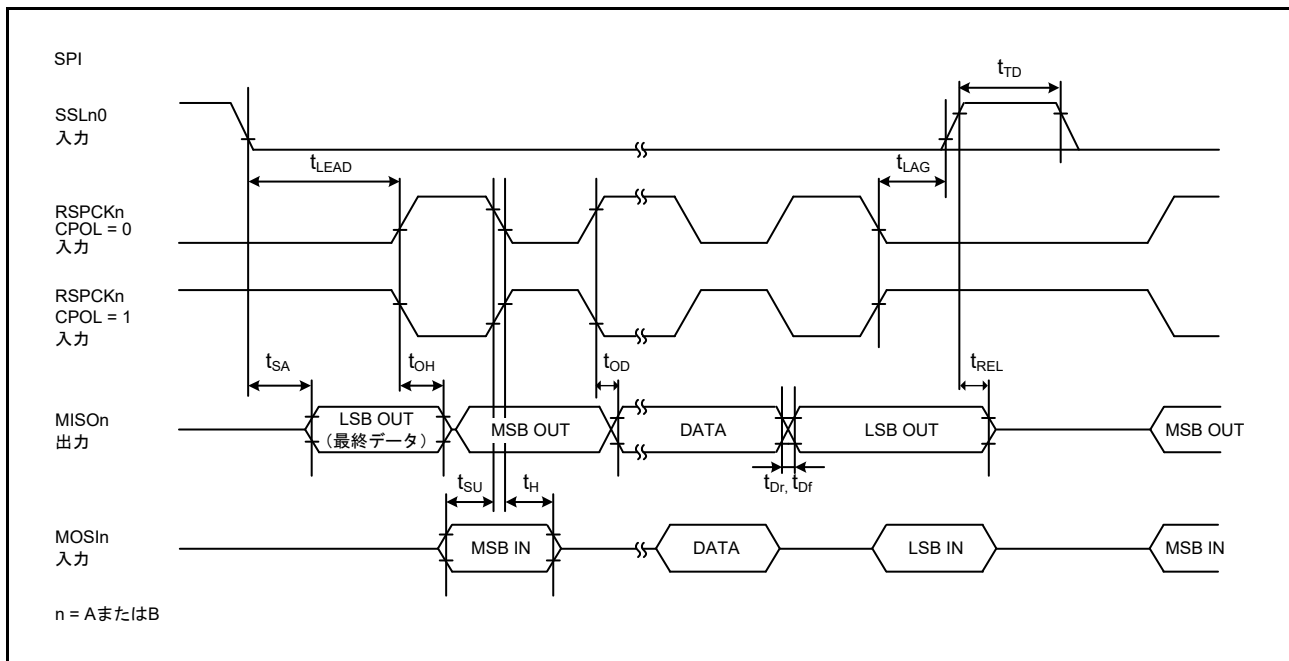 SPI
tTD
SSLn0
入力
tLEAD
tLAG
RSPCKn
CPOL = 0
入力
RSPCKn
CPOL = 1
入力
tSA
tOH
tOD
tREL
MISOn
出力
LSB OUT
(最終データ)
MSB OUT
DATA
LSB OUT
MSB OUT
tSU
tH
tDr, tDf
MOSIn
入力
MSB IN
DATA
LSB IN
MSB IN
n = AまたはB